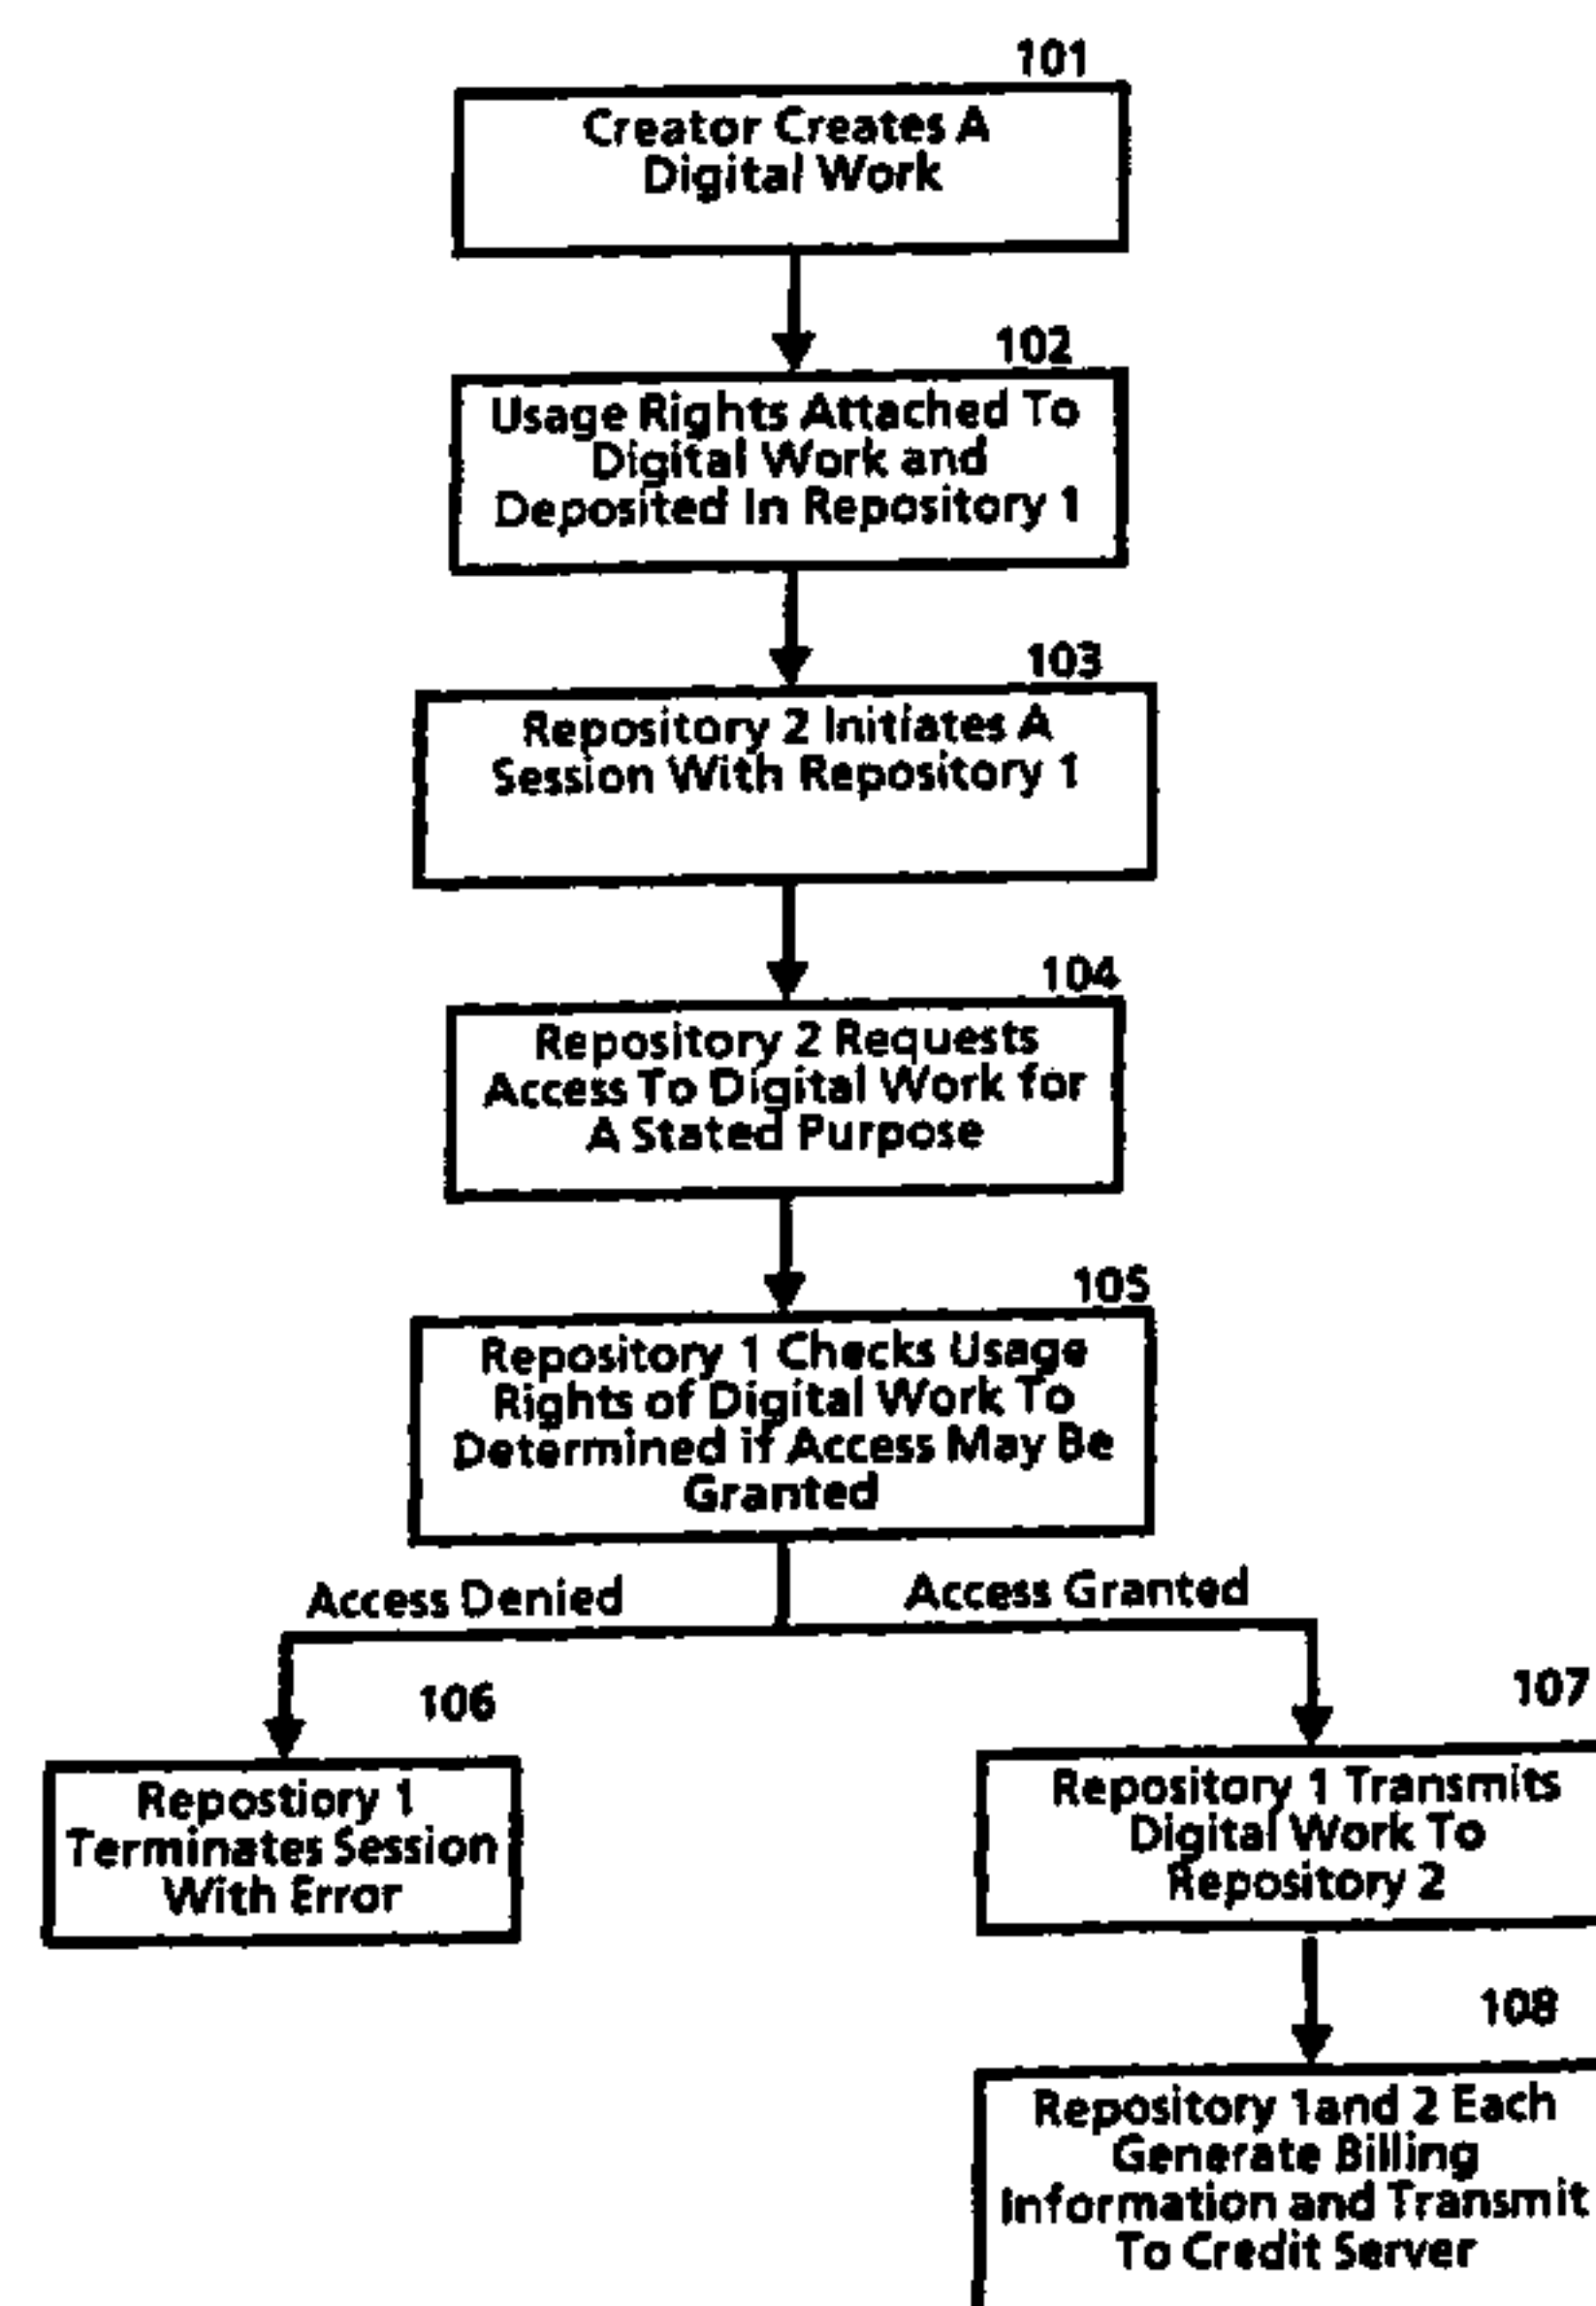 101
Creator Creates A
Digital Work
102
Usage Rights Attached To
Digital Work and
Deposited In Repository 1
103
Repository 2 Initiates A
Session With Repository 1
104
Repository 2 Requests
Access To Digital Work for
A Stated Purpose
105
Repository 1 Checks Usage
Rights of Digital Work To
Determined if Access May Be
Granted
Access Denied
Access Granted
106
Repostiory 1
Terminates Session
With Error
107
Repository 1 Transmits
Digital Work To
Repository 2
108
Repository 1and 2 Each
Generate Billing
Information and Transmit
To Credit Server